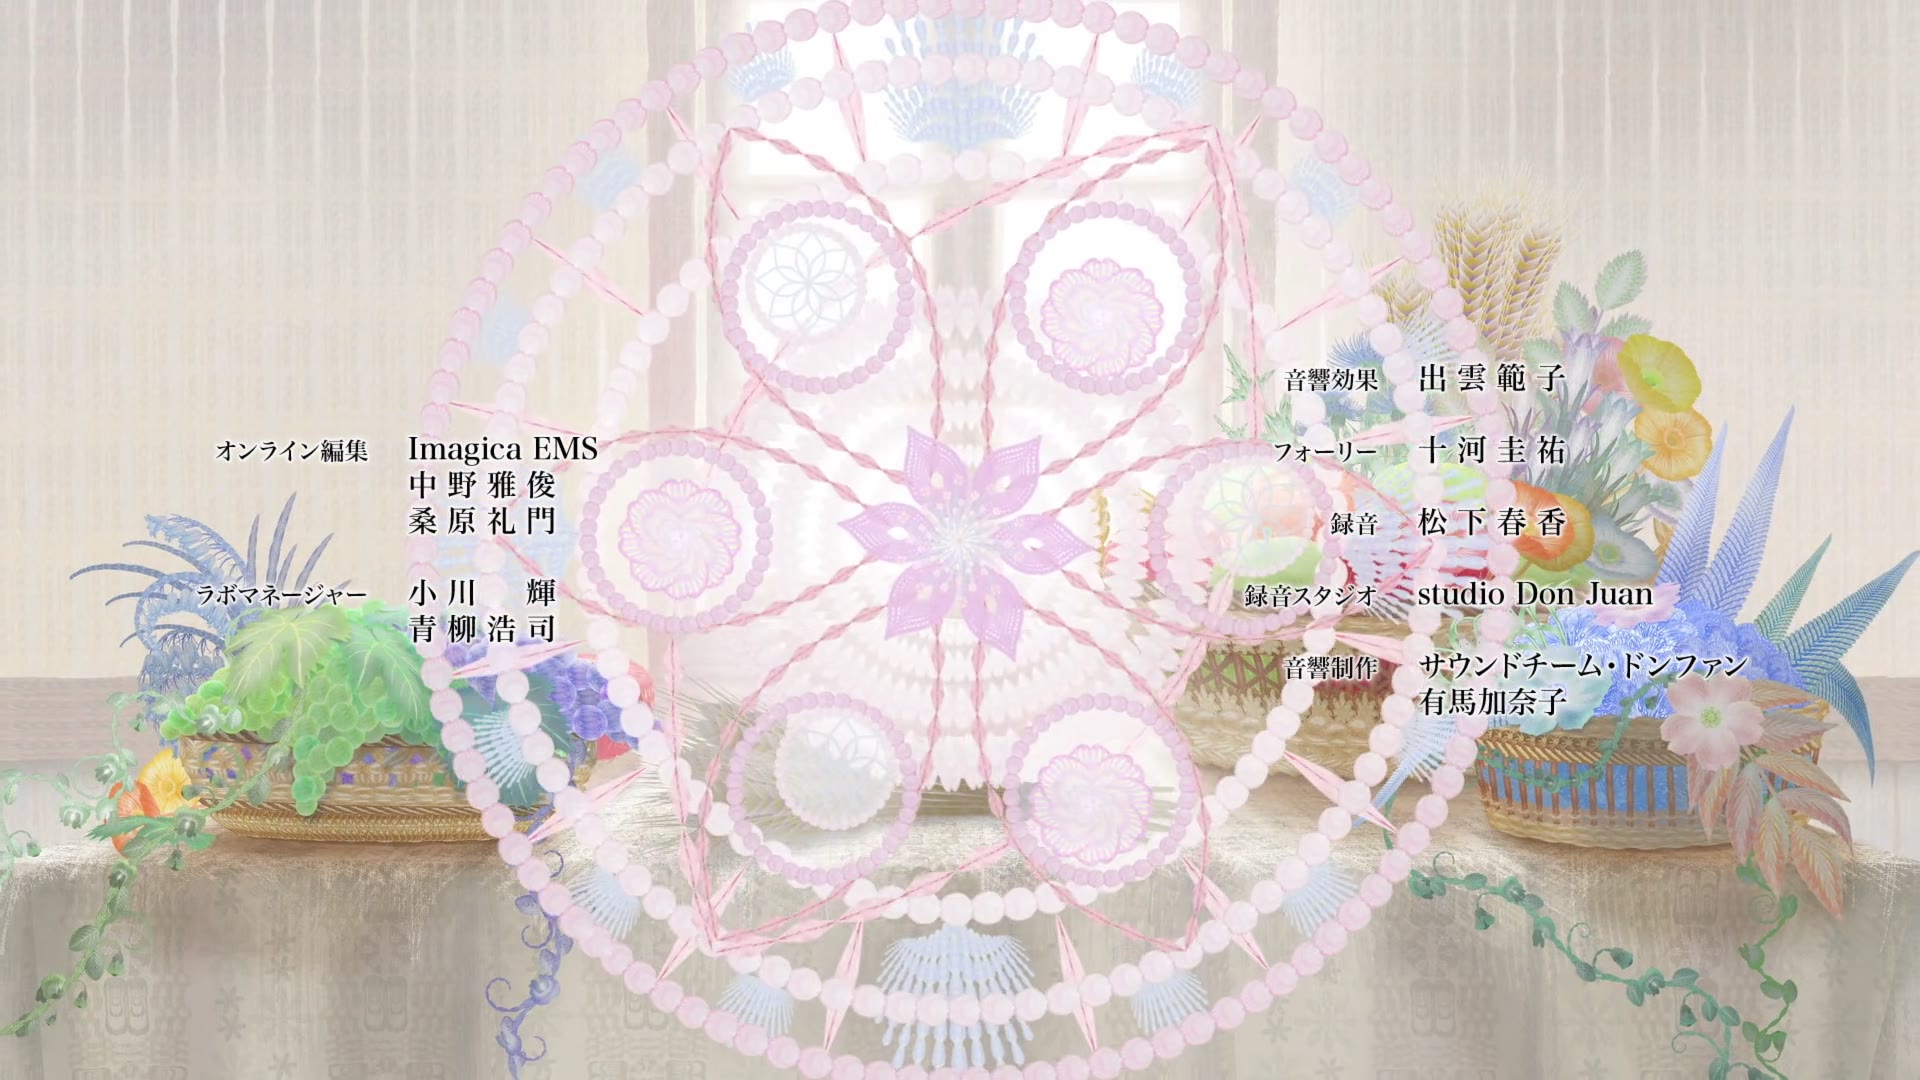 オンライン編集 Imagica EMS
中野雅俊
桑原礼門
ラボマネージャー 小川 輝
青柳浩司
音響効果 出雲範子
フォーリー 十河圭祐
録音 松下春香
録音スタジオ studio Don Juan
音響制作 サウンドチーム・ドンファン
有馬加奈子